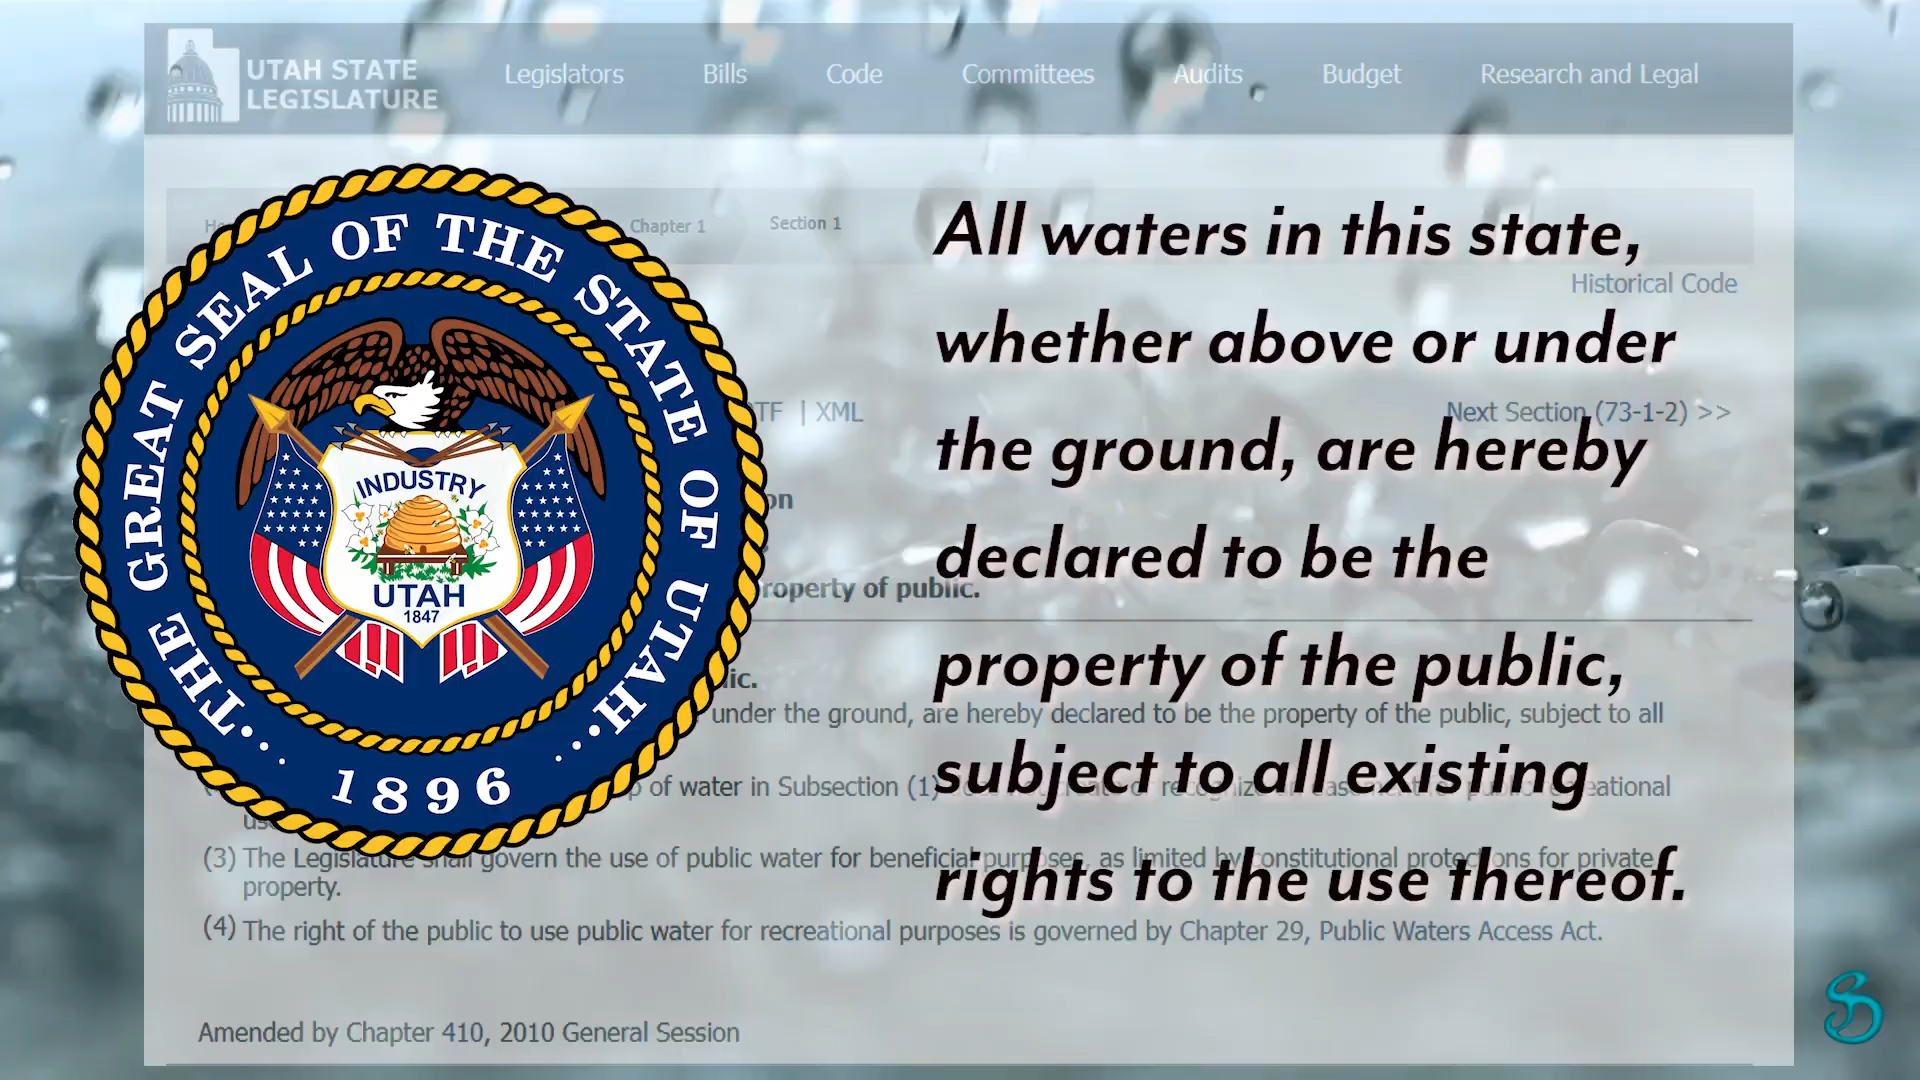 UTAH STATE
LEGISLATURE
Legislators
Bills
Code
Committees
Audits
Budget
Research and Legal
Chapter 1
Section 1
Historical Code
XML
Next Section (73-1-2) >>
THE GREAT SEAL OF THE STATE OF UTAH
INDUSTRY
UTAH
1847
1896
All waters in this state,
whether above or under
the ground, are hereby
declared to be the
property of the public,
subject to all existing
rights to the use thereof.
of public.
under the ground, are hereby declared to be the property of the public, subject to all
of water in Subsection (1)
(3) The Legislature shall govern the use of public water for beneficial purposes, as limited by constitutional protections for private
property.
(4) The right of the public to use public water for recreational purposes is governed by Chapter 29, Public Waters Access Act.
Amended by Chapter 410, 2010 General Session